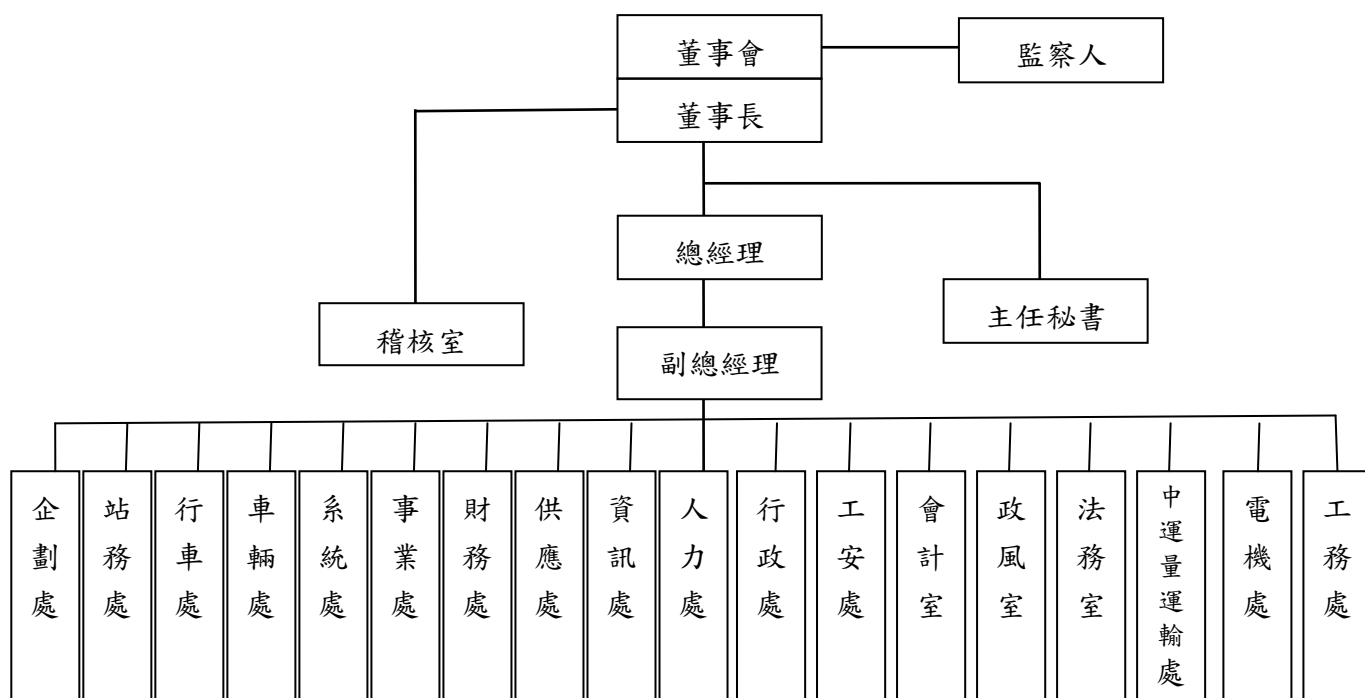 董事會
監察人
董事長
總經理
主任秘書
稽核室
副總經理
企劃處
站務處
行車處
車輛處
系統處
事業處
財務處
供應處
資訊處
人力處
行政處
工安處
會計室
政風室
法務室
中運量運輸處
電機處
工務處